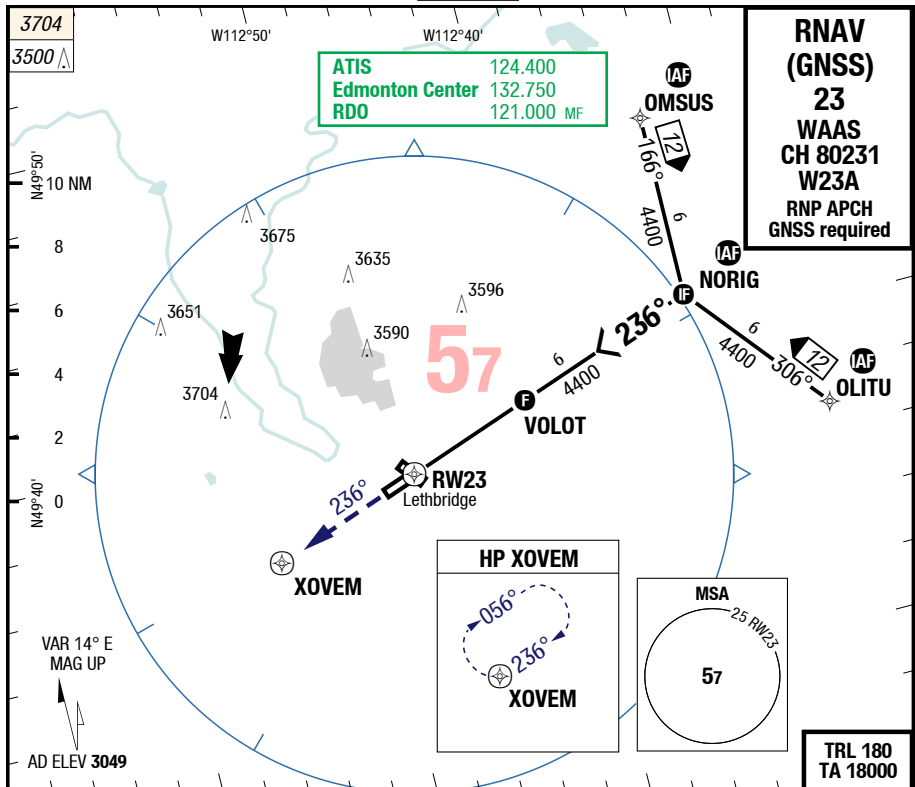 3704
3500
W112°50'
W112°40'
ATIS 124.400
Edmonton Center 132.750
RDO 121.000 MF
RNAV
(GNSS)
23
WAAS
CH 80231
W23A
RNP APCH
GNSS required
IAF
OMSUS
12
166°
6
4400
IAF
NORIG
IF
N49°50'
10 NM
8
6
4
2
0
N49°40'
3675
3635
3596
3651
3590
3704
57
236°
6
4400
6
4400
306°
12
IAF
OLITU
F
VOLOT
RW23
Lethbridge
236°
XOVEM
HP XOVEM
056°
236°
XOVEM
MSA
25 RW23
57
VAR 14° E
MAG UP
AD ELEV 3049
TRL 180
TA 18000